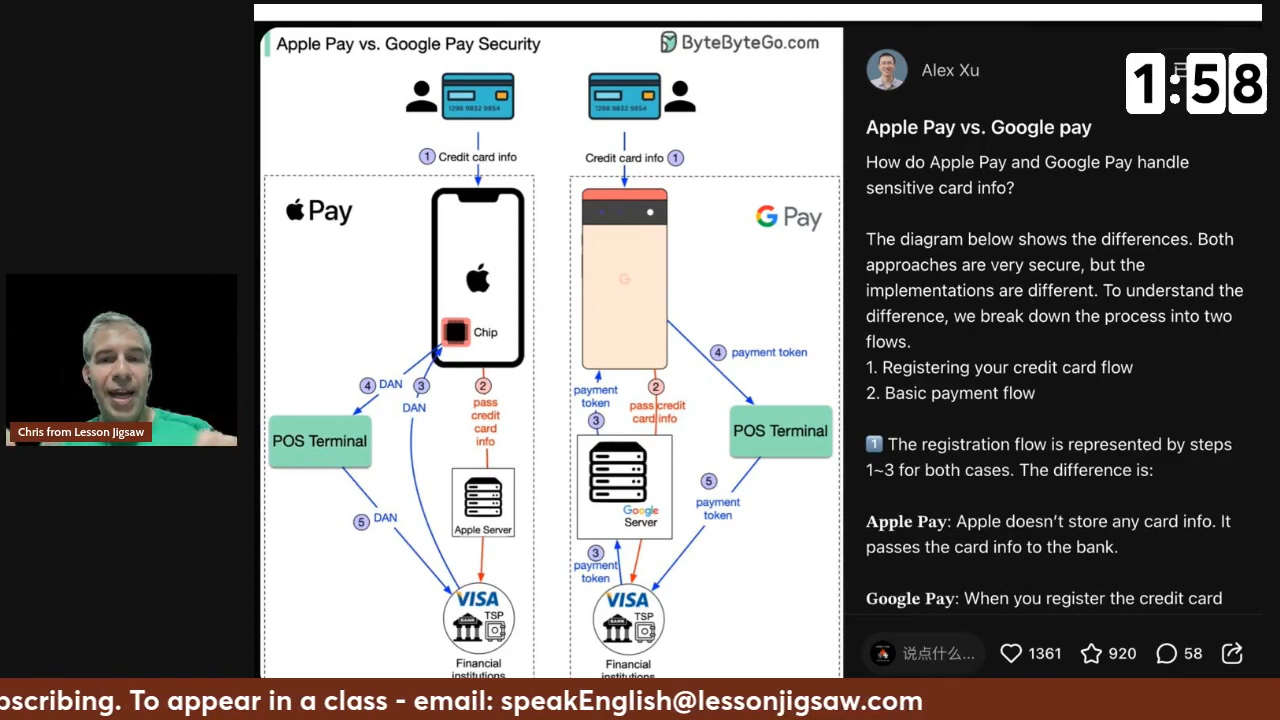 Apple Pay vs. Google Pay Security
ByteByteGo.com
1298 9832 9854
1298 9832 9854
1 Credit card info
Credit card info 1
Pay
G Pay
Chip
4 DAN
3
DAN
2
pass
credit
card
info
POS Terminal
5 DAN
Apple Server
VISA
BANK
TSP
Financial
institutions
4 payment token
payment
token
3
2
pass credit
card info
POS Terminal
Google
Server
5
payment
token
3
payment
token
VISA
BANK
TSP
Financial
institutions
Alex Xu
1:58
Apple Pay vs. Google pay
How do Apple Pay and Google Pay handle
sensitive card info?
The diagram below shows the differences. Both
approaches are very secure, but the
implementations are different. To understand the
difference, we break down the process into two
flows.
1. Registering your credit card flow
2. Basic payment flow
1 The registration flow is represented by steps
1~3 for both cases. The difference is:
Apple Pay: Apple doesn't store any card info. It
passes the card info to the bank.
Google Pay: When you register the credit card
说点什么...
1361
920
58
Chris from Lesson Jigsaw
bscribing. To appear in a class - email: speakEnglish@lessonjigsaw.com